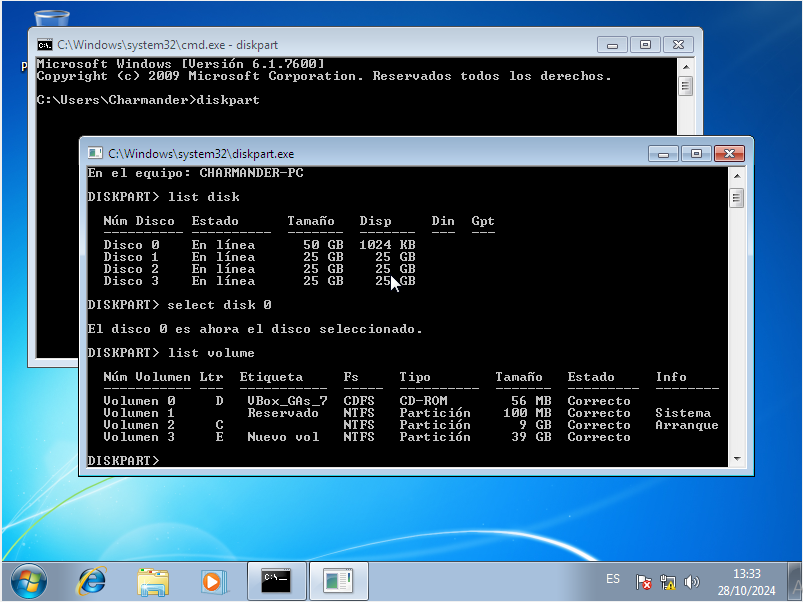 C:\Windows\system32\cmd.exe - diskpart
Microsoft Windows [Versión 6.1.7600]
Copyright (c) 2009 Microsoft Corporation. Reservados todos los derechos.
C:\Users\Charmander>diskpart
C:\Windows\system32\diskpart.exe
En el equipo: CHARMANDER-PC
DISKPART> list disk
Núm Disco  Estado      Tamaño   Disp     Din  Gpt
Disco 0    En línea      50 GB  1024 KB
Disco 1    En línea      25 GB    25 GB
Disco 2    En línea      25 GB    25 GB
Disco 3    En línea      25 GB    25 GB
DISKPART> select disk 0
El disco 0 es ahora el disco seleccionado.
DISKPART> list volume
Núm Volumen Ltr  Etiqueta     Fs     Tipo        Tamaño   Estado     Info
Volumen 0     D   VBox_GAs_7  CDFS   CD-ROM        56 MB  Correcto
Volumen 1         Reservado   NTFS   Partición    100 MB  Correcto   Sistema
Volumen 2     C               NTFS   Partición      9 GB  Correcto   Arranque
Volumen 3     E   Nuevo vol   NTFS   Partición     39 GB  Correcto
DISKPART>
ES
13:33
28/10/2024